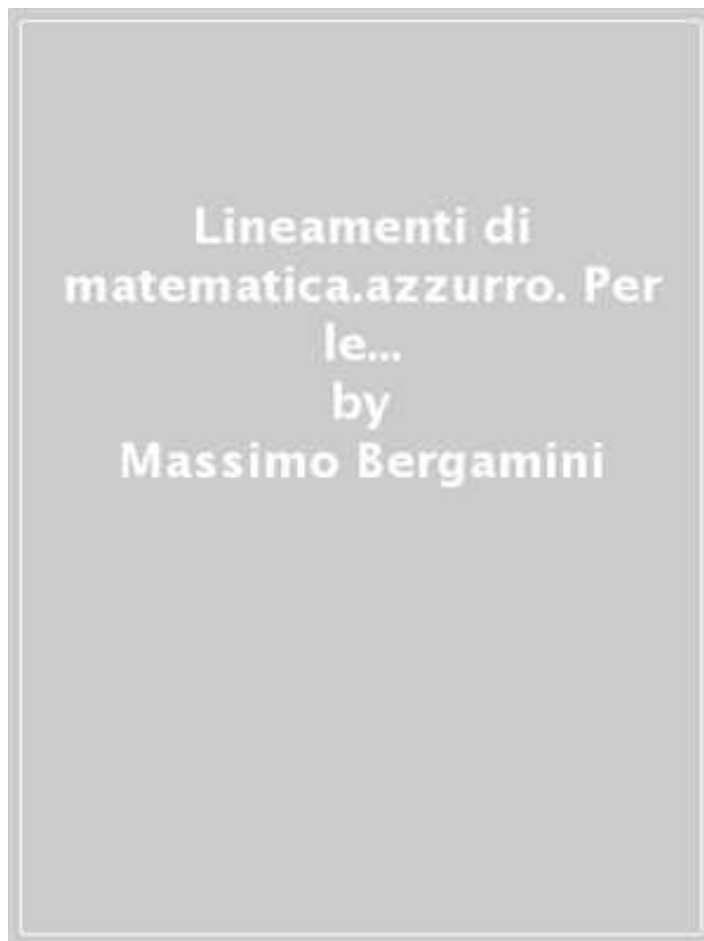 Lineamenti di
matematica.azzurro. Per
le...
by
Massimo Bergamini